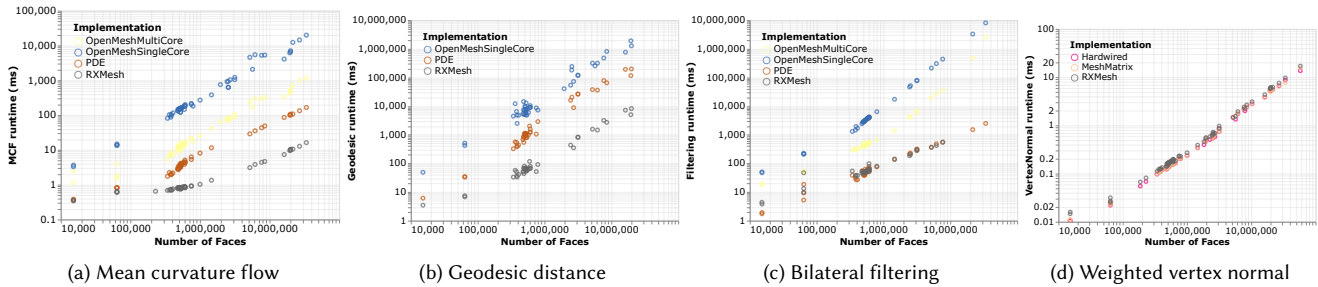 Implementation
OpenMeshMultiCore
OpenMeshSingleCore
PDE
RXMesh
MCF runtime (ms)
100,000
10,000
1,000
100
10
1
0.1
10,000
100,000
1,000,000
10,000,000
Number of Faces
(a) Mean curvature flow
Implementation
OpenMeshSingleCore
PDE
RXMesh
Geodesic runtime (ms)
10,000,000
1,000,000
100,000
10,000
1,000
100
10
1
10,000
100,000
1,000,000
10,000,000
Number of Faces
(b) Geodesic distance
Implementation
OpenMeshMultiCore
OpenMeshSingleCore
PDE
RXMesh
Filtering runtime (ms)
10,000,000
1,000,000
100,000
10,000
1,000
100
10
1
10,000
100,000
1,000,000
10,000,000
Number of Faces
(c) Bilateral filtering
Implementation
Hardwired
MeshMatrix
RXMesh
VertexNormal runtime (ms)
100
20
10
2
1
0.2
0.1
0.02
0.01
10,000
100,000
1,000,000
10,000,000
Number of Faces
(d) Weighted vertex normal